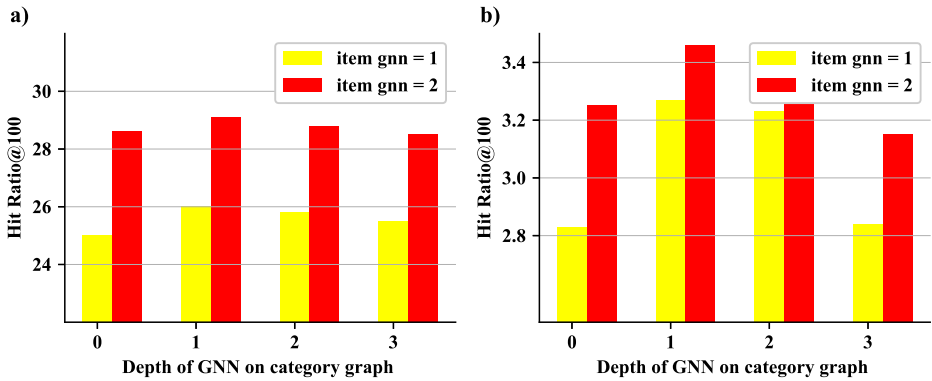 a)
item gnn = 1
item gnn = 2
Hit Ratio@100
30
28
26
24
0 1 2 3
Depth of GNN on category graph
b)
item gnn = 1
item gnn = 2
Hit Ratio@100
3.4
3.2
3.0
2.8
0 1 2 3
Depth of GNN on category graph